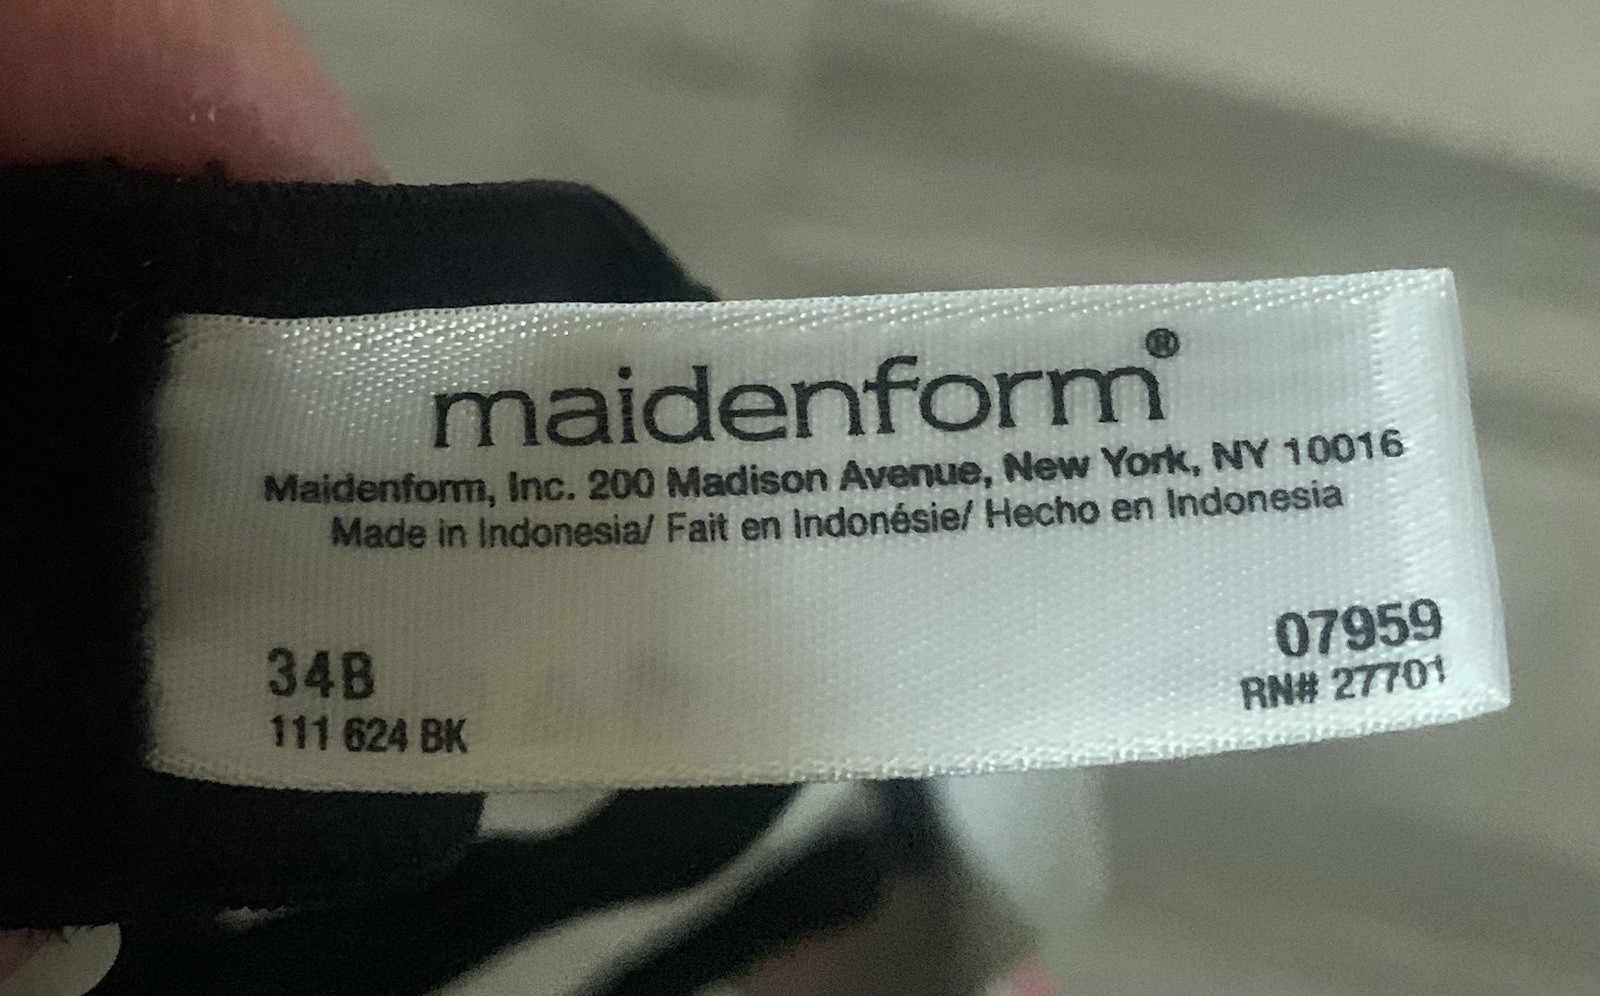 maidenform®
Maidenform, Inc. 200 Madison Avenue, New York, NY 10016
Made in Indonesia/ Fait en Indonésie/ Hecho en Indonesia
34B
111 624 BK
07959
RN# 27701